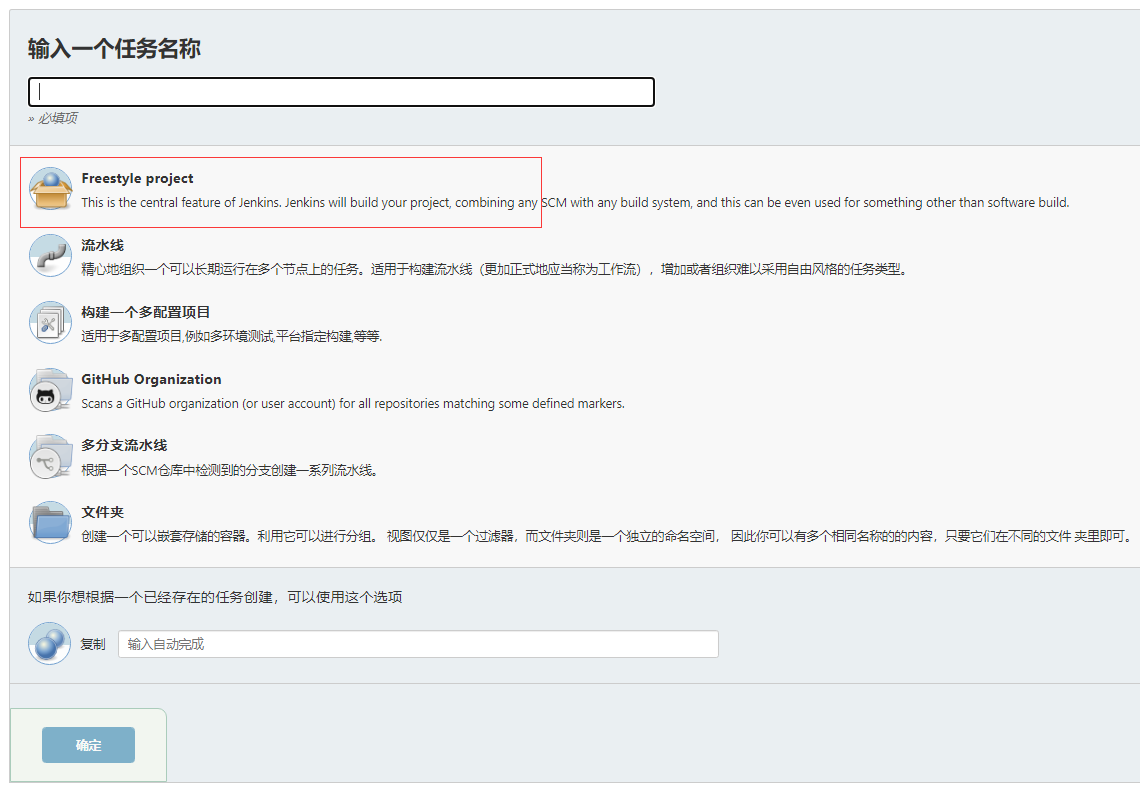 输入一个任务名称
» 必填项
Freestyle project
This is the central feature of Jenkins. Jenkins will build your project, combining any SCM with any build system, and this can be even used for something other than software build.
流水线
精心地组织一个可以长期运行在多个节点上的任务。适用于构建流水线（更加正式地应当称为工作流），增加或者组织难以采用自由风格的任务类型。
构建一个多配置项目
适用于多配置项目,例如多环境测试,平台指定构建,等等.
GitHub Organization
Scans a GitHub organization (or user account) for all repositories matching some defined markers.
多分支流水线
根据一个SCM仓库中检测到的分支创建一系列流水线。
文件夹
创建一个可以嵌套存储的容器。利用它可以进行分组。 视图仅仅是一个过滤器，而文件夹则是一个独立的命名空间， 因此你可以有多个相同名称的的内容，只要它们在不同的文件 夹里即可。
如果你想根据一个已经存在的任务创建，可以使用这个选项
复制 输入自动完成
确定